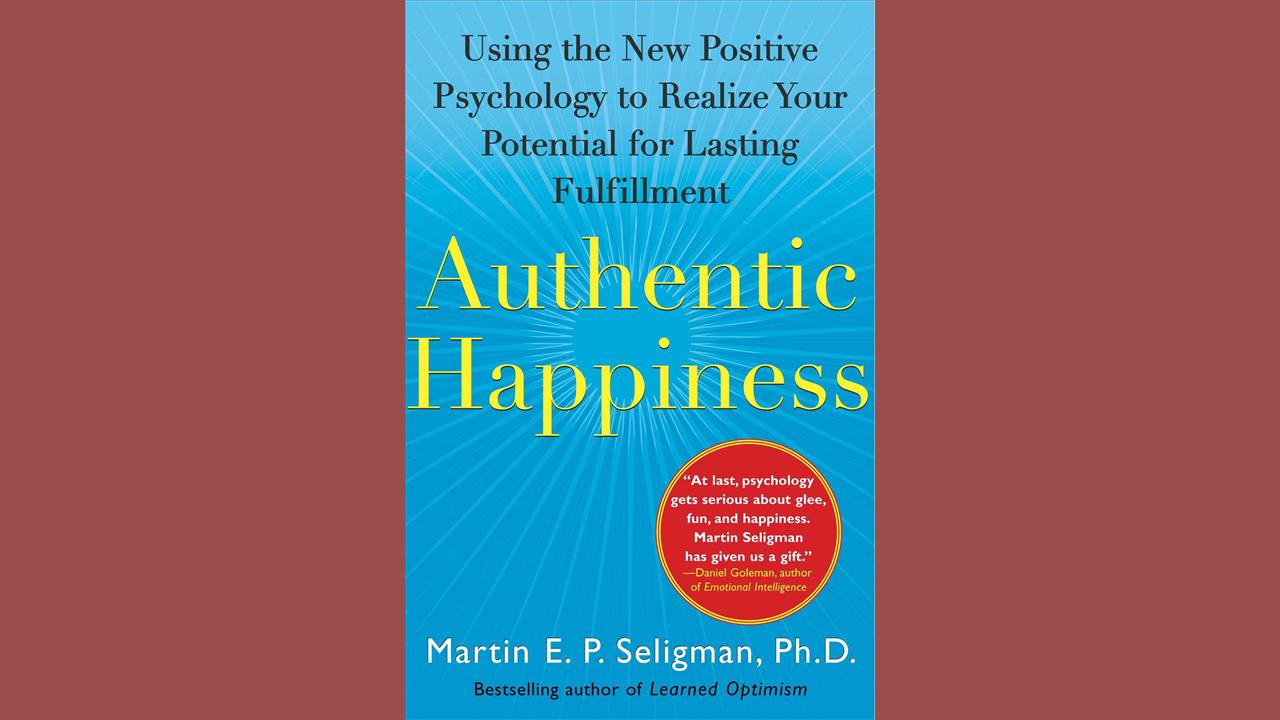 Using the New Positive
Psychology to Realize Your
Potential for Lasting
Fulfillment
Authentic
Happiness
“At last, psychology
gets serious about glee,
fun, and happiness.
Martin Seligman
has given us a gift.”
—Daniel Goleman, author
of Emotional Intelligence
Martin E. P. Seligman, Ph.D.
Bestselling author of Learned Optimism